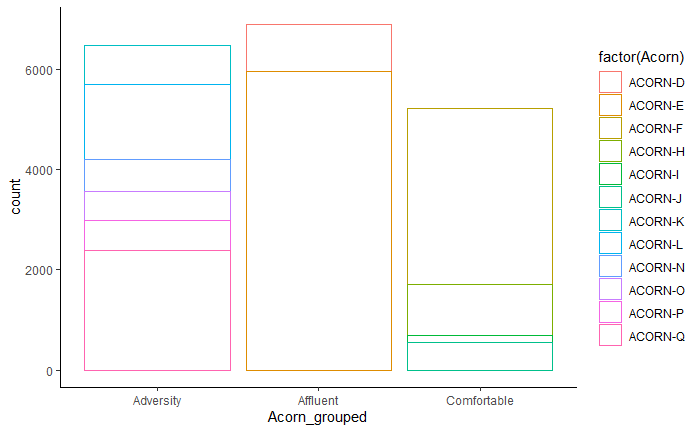 6000
4000
2000
0
count
Adversity
Affluent
Comfortable
Acorn_grouped
factor(Acorn)
ACORN-D
ACORN-E
ACORN-F
ACORN-H
ACORN-I
ACORN-J
ACORN-K
ACORN-L
ACORN-N
ACORN-O
ACORN-P
ACORN-Q